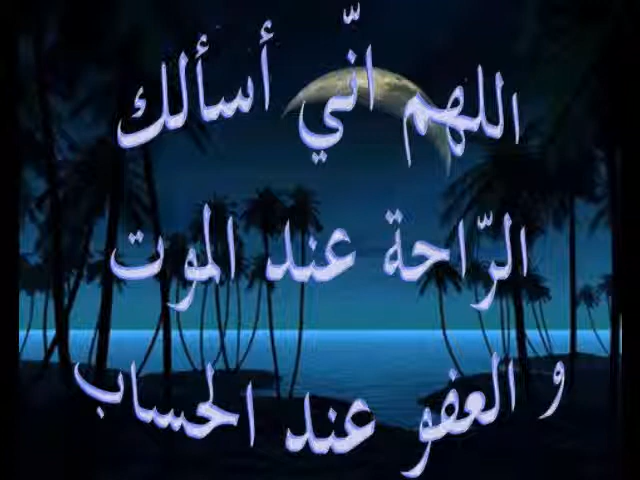 اللهم انّي أسألك
الرّاحة عند الموت
و العفو عند الحساب